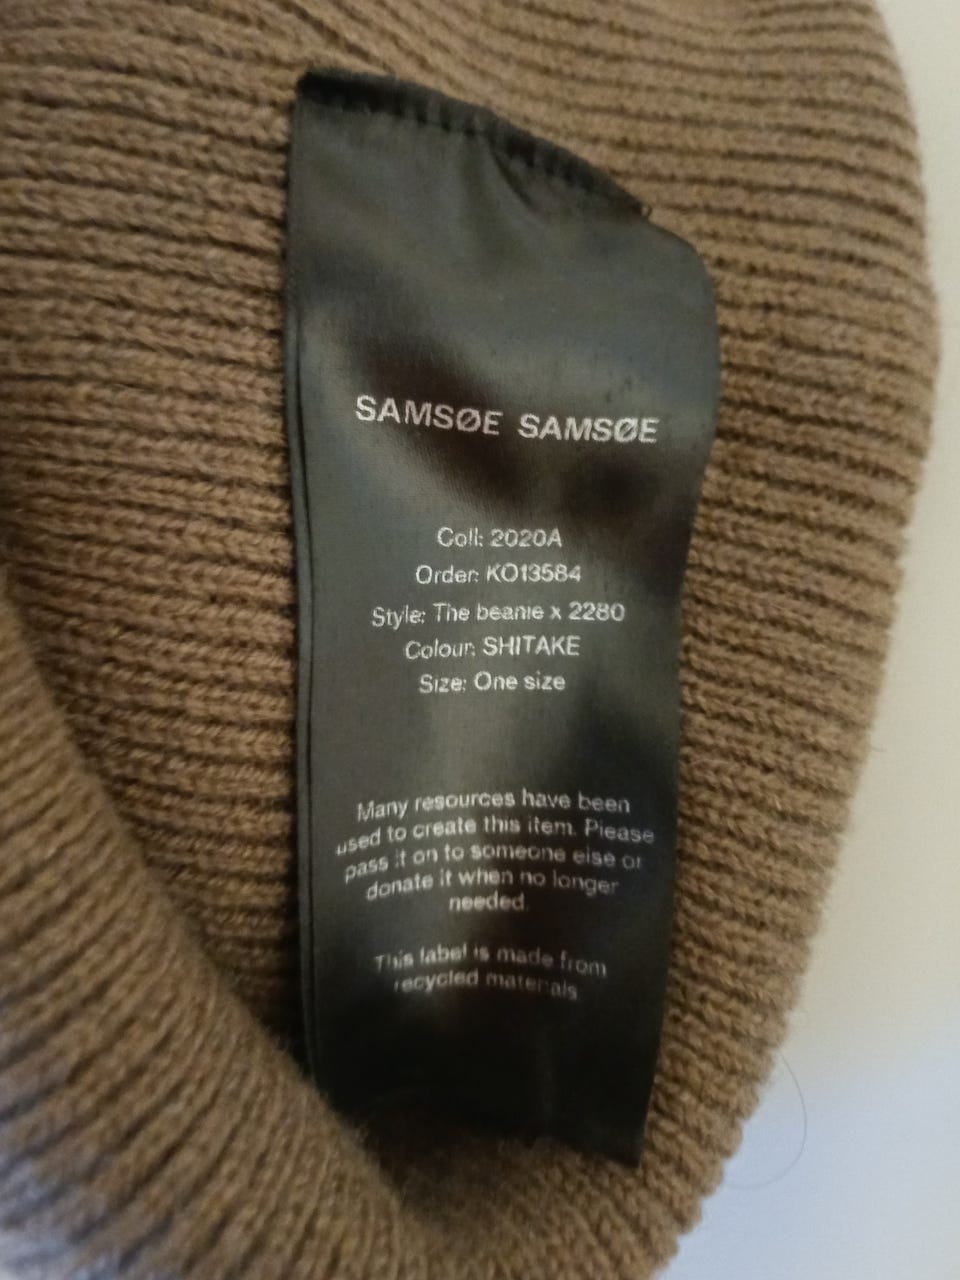 SAMSØE SAMSØE
Coll: 2020A
Order: KO13584
Style: The beanie x 2280
Colour: SHITAKE
Size: One size
Many resources have been
used to create this item. Please
pass it on to someone else or
donate it when no longer
needed.
This label is made from
recycled materials